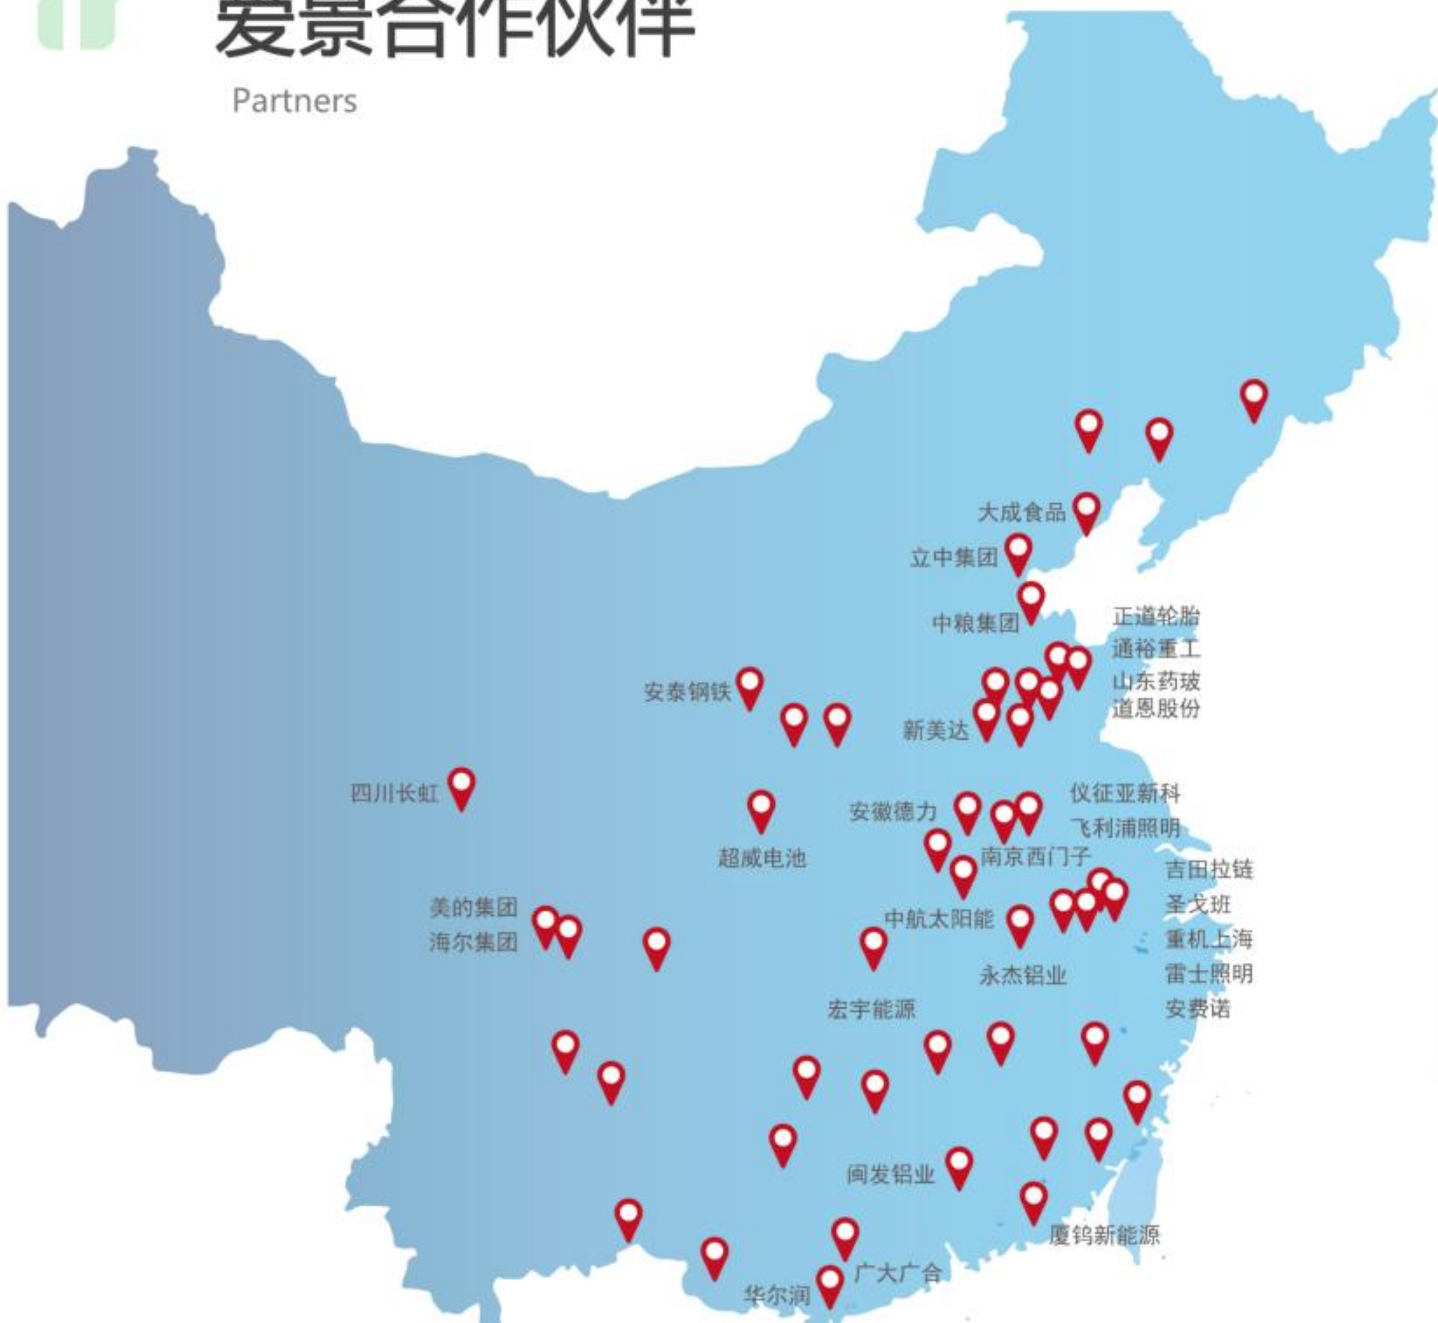 爱景合作伙伴
Partners
大成食品
立中集团
中粮集团
正道轮胎
通裕重工
山东药玻
道恩股份
安泰钢铁
新美达
四川长虹
安徽德力
仪征亚新科
飞利浦照明
超威电池
南京西门子
吉田拉链
美的集团
圣戈班
中航太阳能
海尔集团
重机上海
永杰铝业
雷士照明
宏宇能源
安费诺
闽发铝业
厦钨新能源
广大广合
华尔润